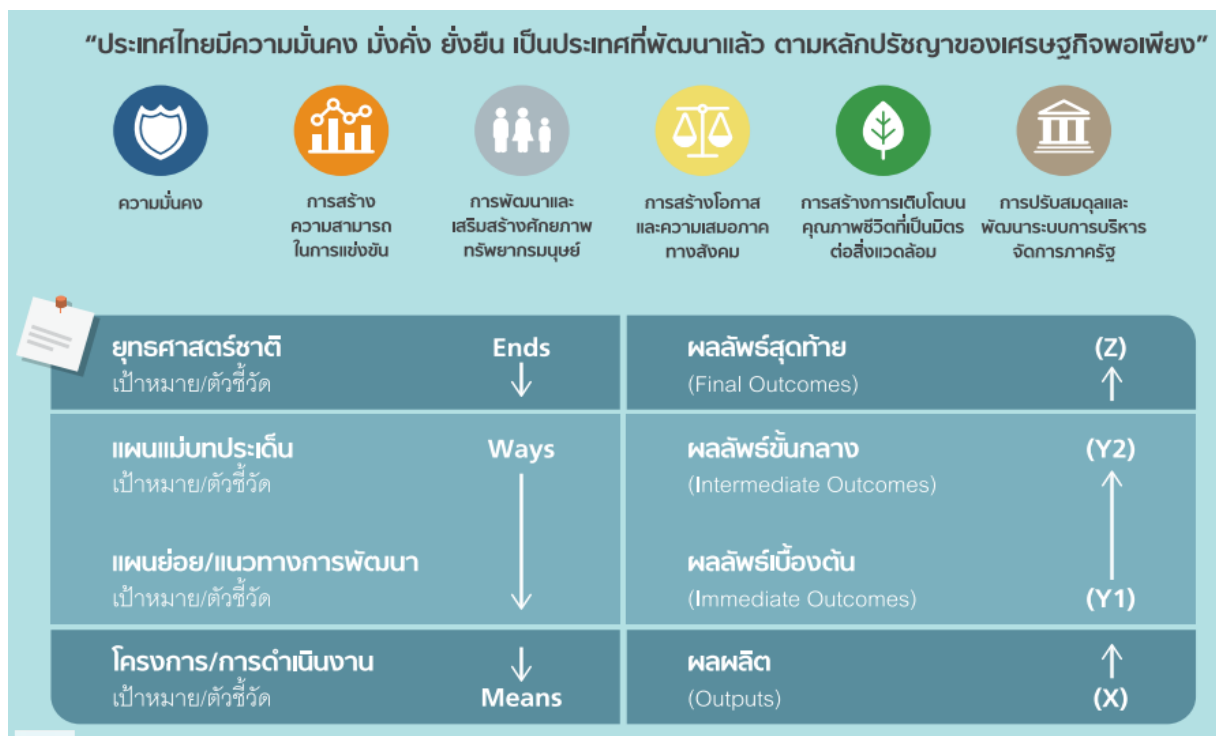 “ประเทศไทยมีความมั่นคง มั่งคั่ง ยั่งยืน เป็นประเทศที่พัฒนาแล้ว ตามหลักปรัชญาของเศรษฐกิจพอเพียง”
ความมั่นคง
การสร้าง
ความสามารถ
ในการแข่งขัน
การพัฒนาและ
เสริมสร้างศักยภาพ
ทรัพยากรมนุษย์
การสร้างโอกาส
และความเสมอภาค
ทางสังคม
การสร้างการเติบโตบน
คุณภาพชีวิตที่เป็นมิตร
ต่อสิ่งแวดล้อม
การปรับสมดุลและ
พัฒนาระบบการบริหาร
จัดการภาครัฐ
ยุทธศาสตร์ชาติ Ends ผลลัพธ์สุดท้าย (Z)
เป้าหมาย/ตัวชี้วัด (Final Outcomes)
แผนแม่บทประเด็น Ways ผลลัพธ์ขั้นกลาง (Y2)
เป้าหมาย/ตัวชี้วัด (Intermediate Outcomes)
แผนย่อย/แนวทางการพัฒนา ผลลัพธ์เบื้องต้น
เป้าหมาย/ตัวชี้วัด (Immediate Outcomes) (Y1)
โครงการ/การดำเนินงาน ผลผลิต
เป้าหมาย/ตัวชี้วัด Means (Outputs) (X)